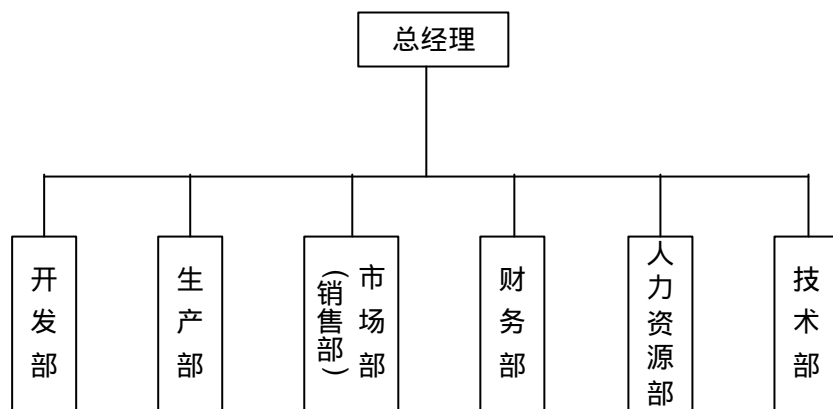 总经理
开发部
生产部
市场部
(销售部)
财务部
人力资源部
技术部